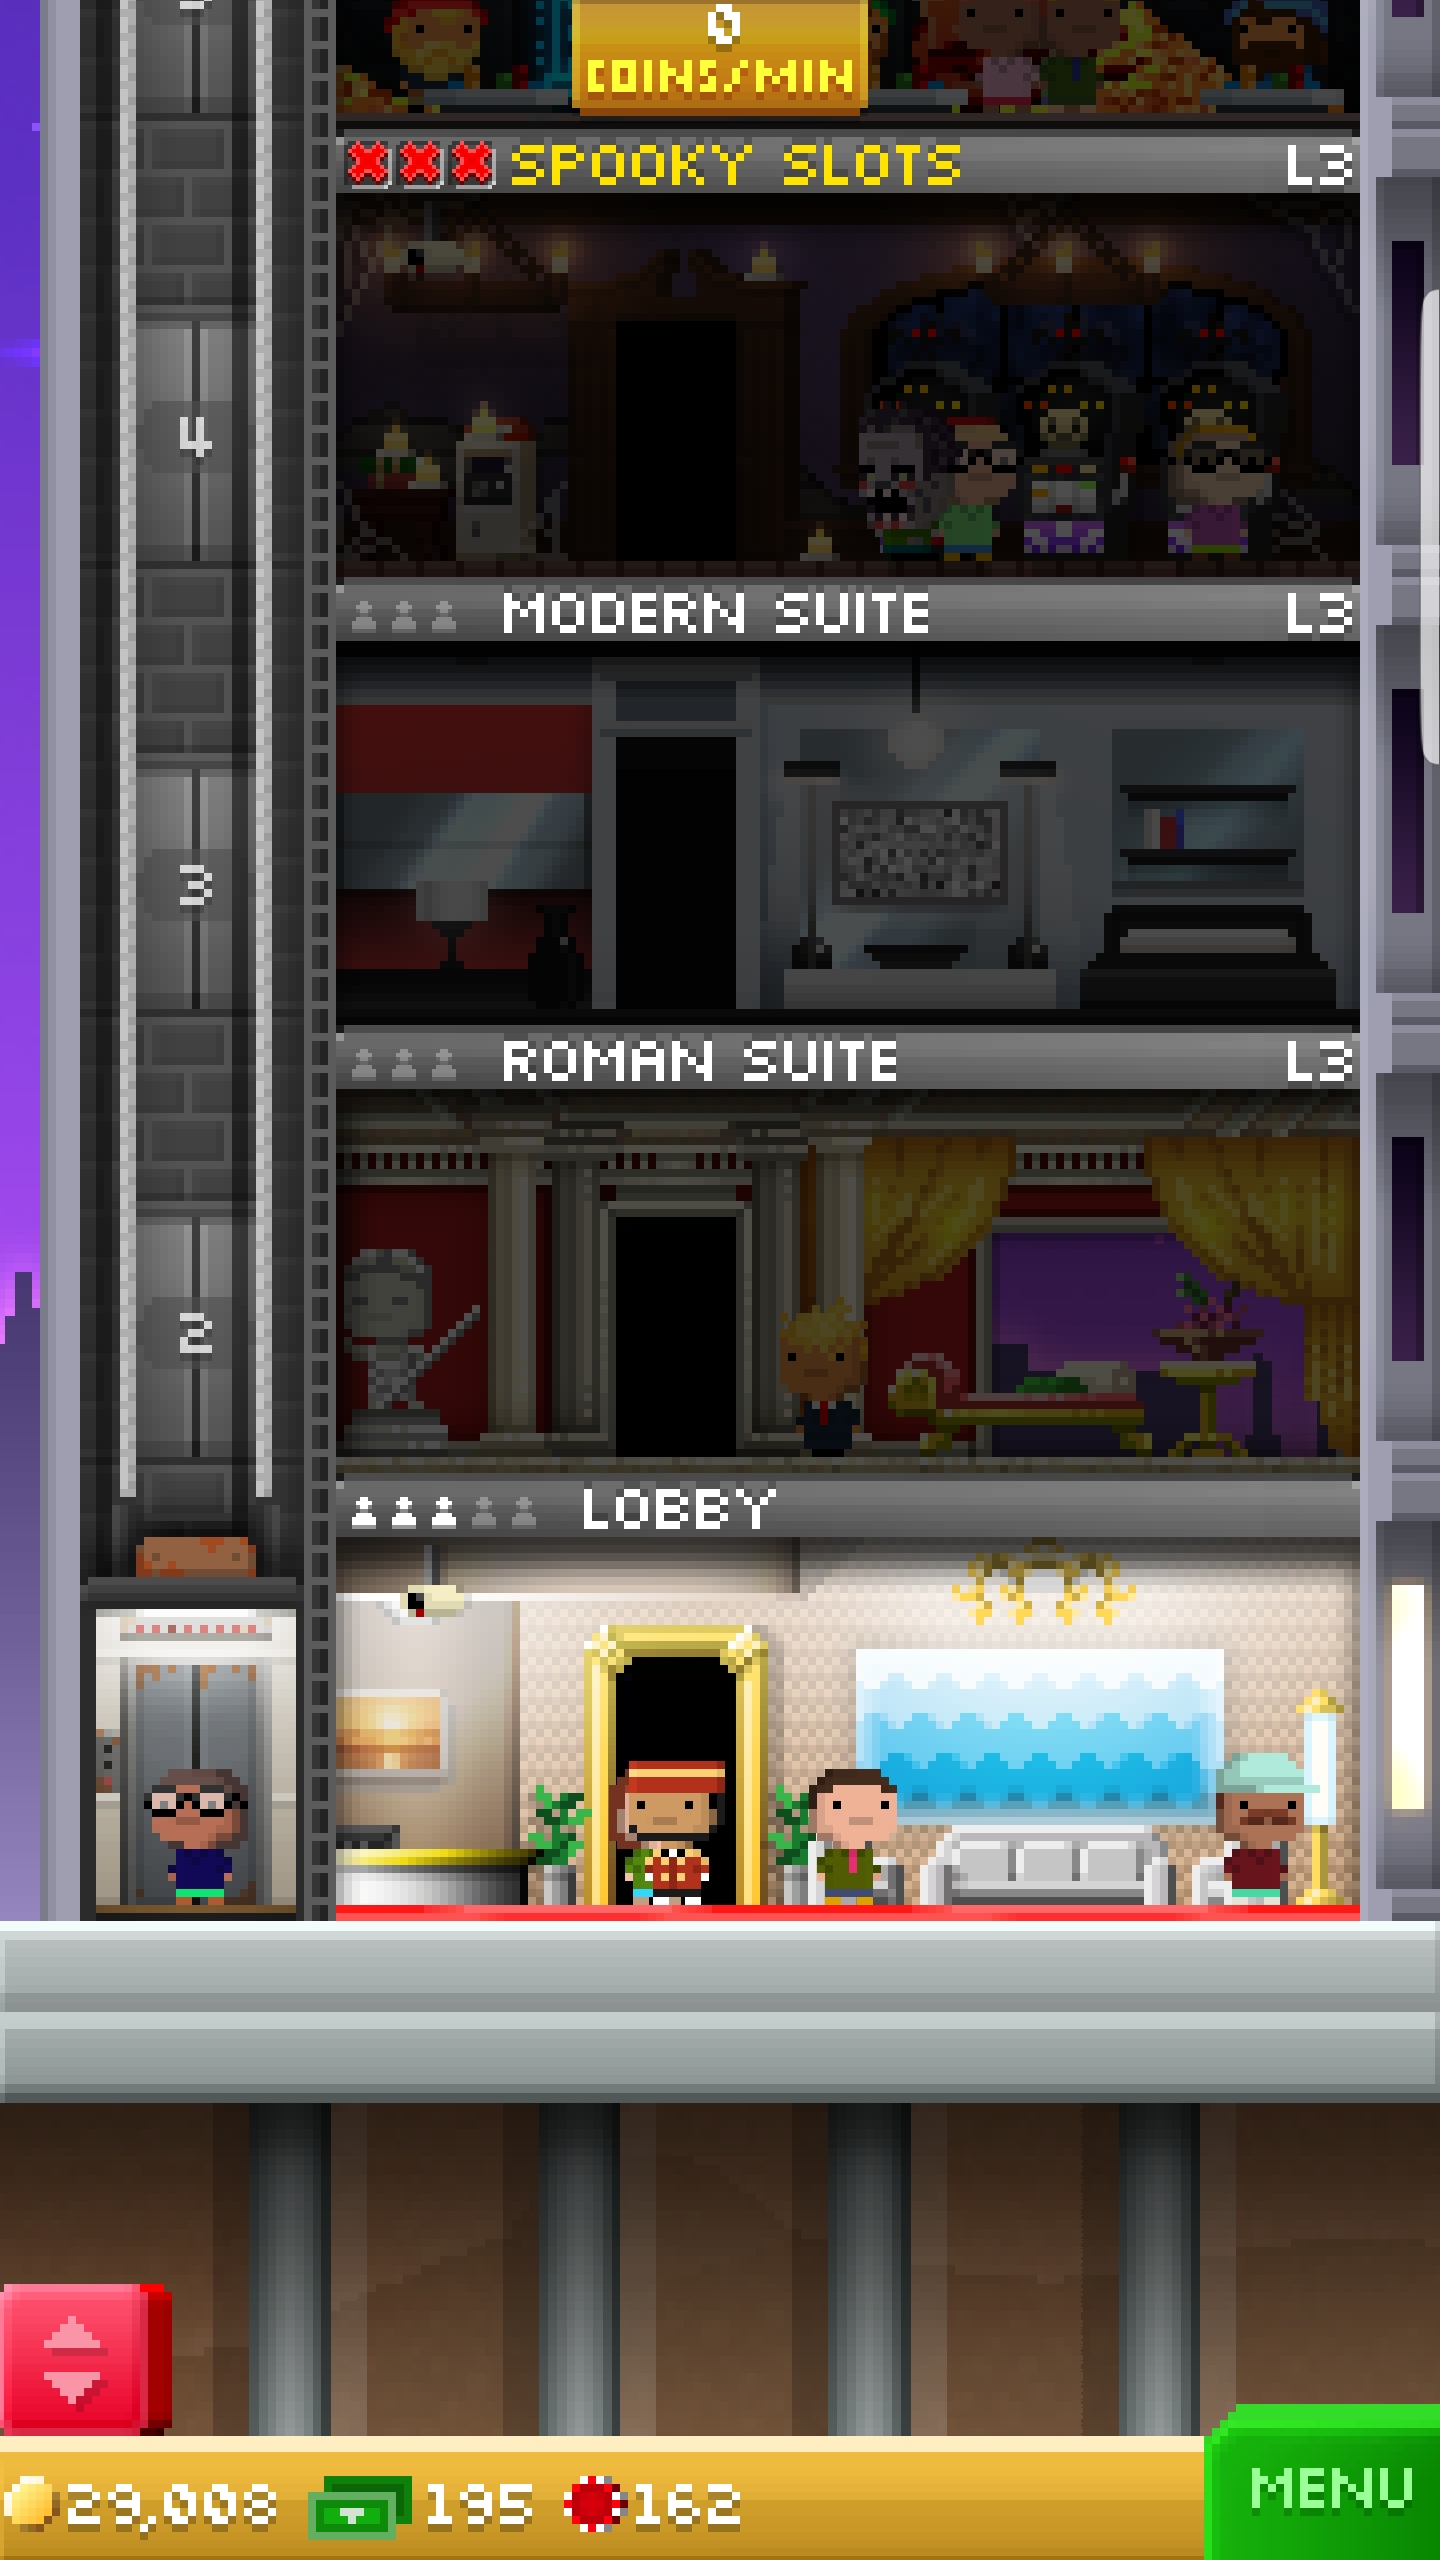 0
COINS/MIN
SPOOKY SLOTS L3
4
MODERN SUITE L3
3
ROMAN SUITE L3
2
LOBBY
29,008 195 162
MENU